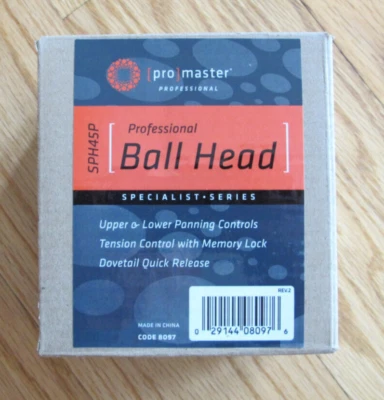 [pro]master®
PROFESSIONAL
SPH45P
Professional
[Ball Head]
SPECIALIST • SERIES
Upper & Lower Panning Controls
Tension Control with Memory Lock
Dovetail Quick Release
REV.2
MADE IN CHINA
CODE 8097
0 29144 08097 6